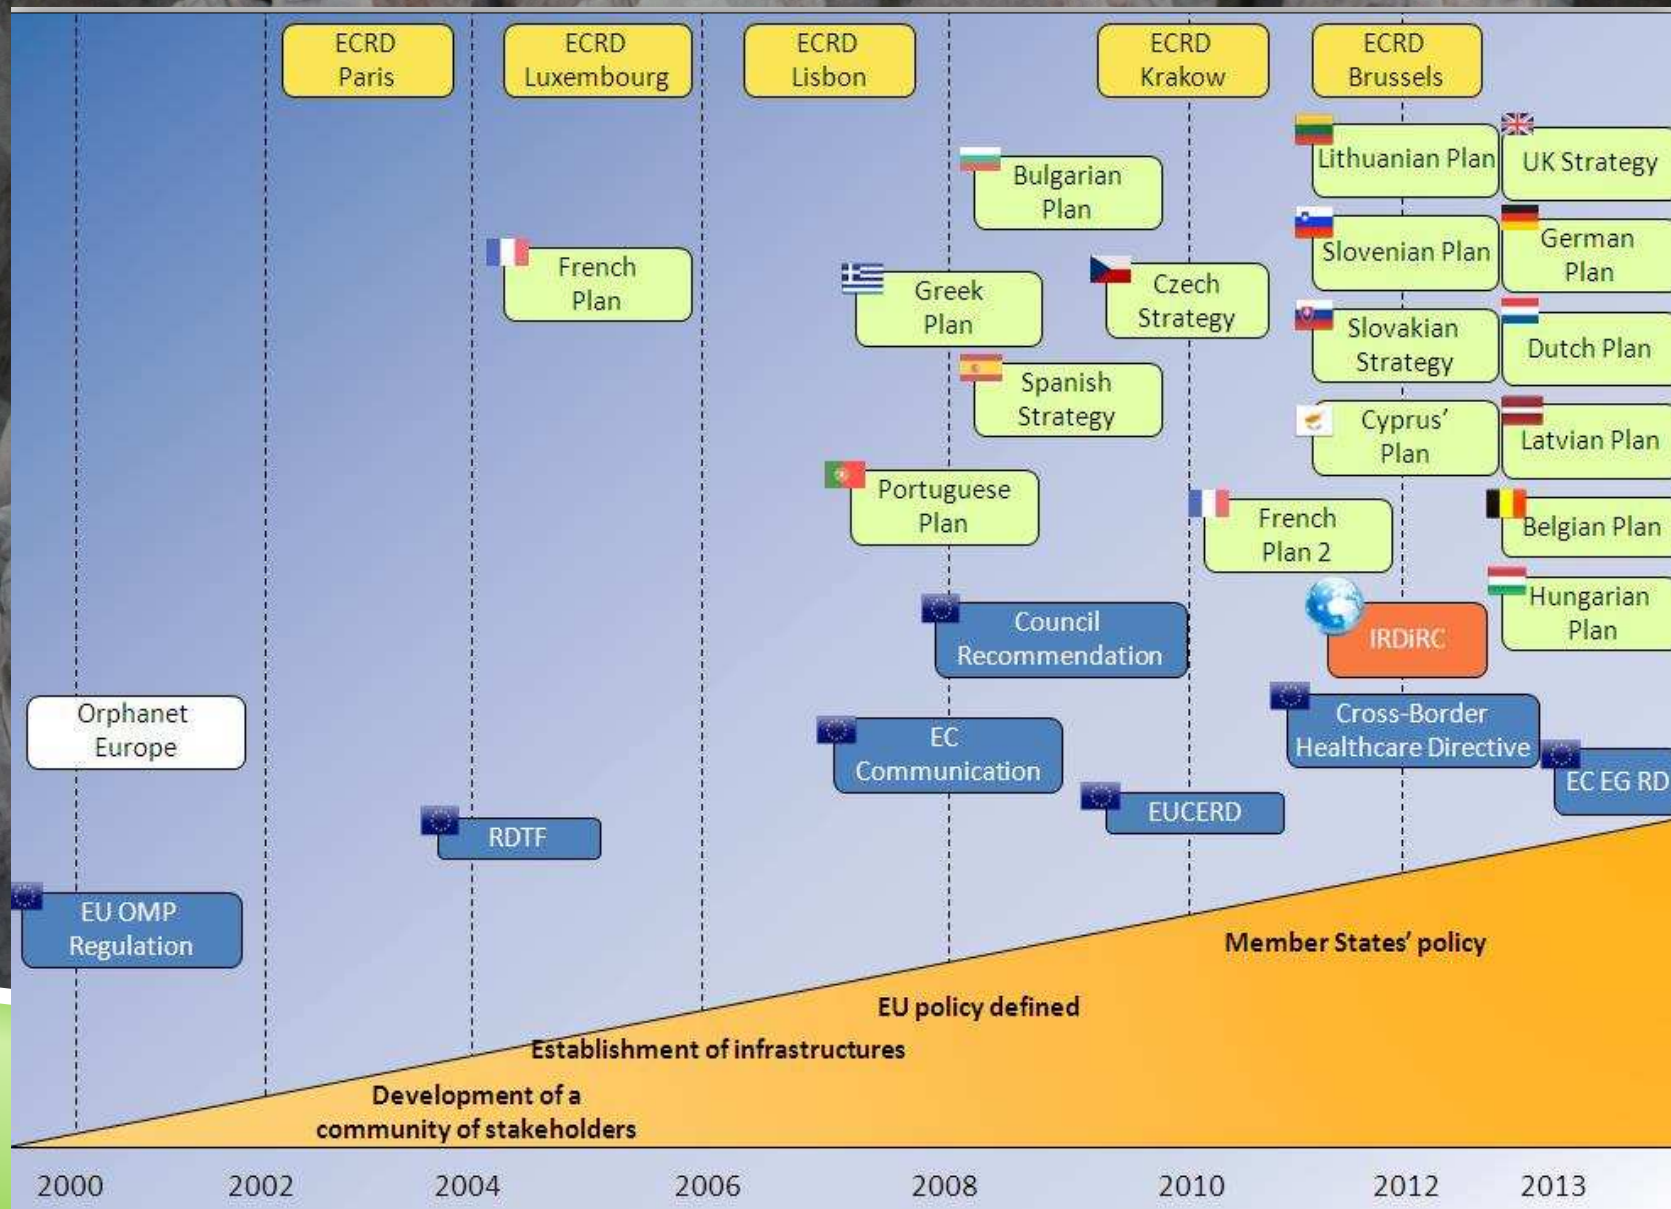 ECRD
Paris
ECRD
Luxembourg
ECRD
Lisbon
ECRD
Krakow
ECRD
Brussels
Lithuanian Plan
UK Strategy
Bulgarian
Plan
Slovenian Plan
German
Plan
French
Plan
Greek
Plan
Czech
Strategy
Slovakian
Strategy
Dutch Plan
Spanish
Strategy
Cyprus’
Plan
Latvian Plan
Portuguese
Plan
French
Plan 2
Belgian Plan
Council
Recommendation
IRDiRC
Hungarian
Plan
Orphanet
Europe
EC
Communication
Cross-Border
Healthcare Directive
EC EG RD
RDTF
EUCERD
EU OMP
Regulation
Member States’ policy
EU policy defined
Establishment of infrastructures
Development of a
community of stakeholders
2000 2002 2004 2006 2008 2010 2012 2013